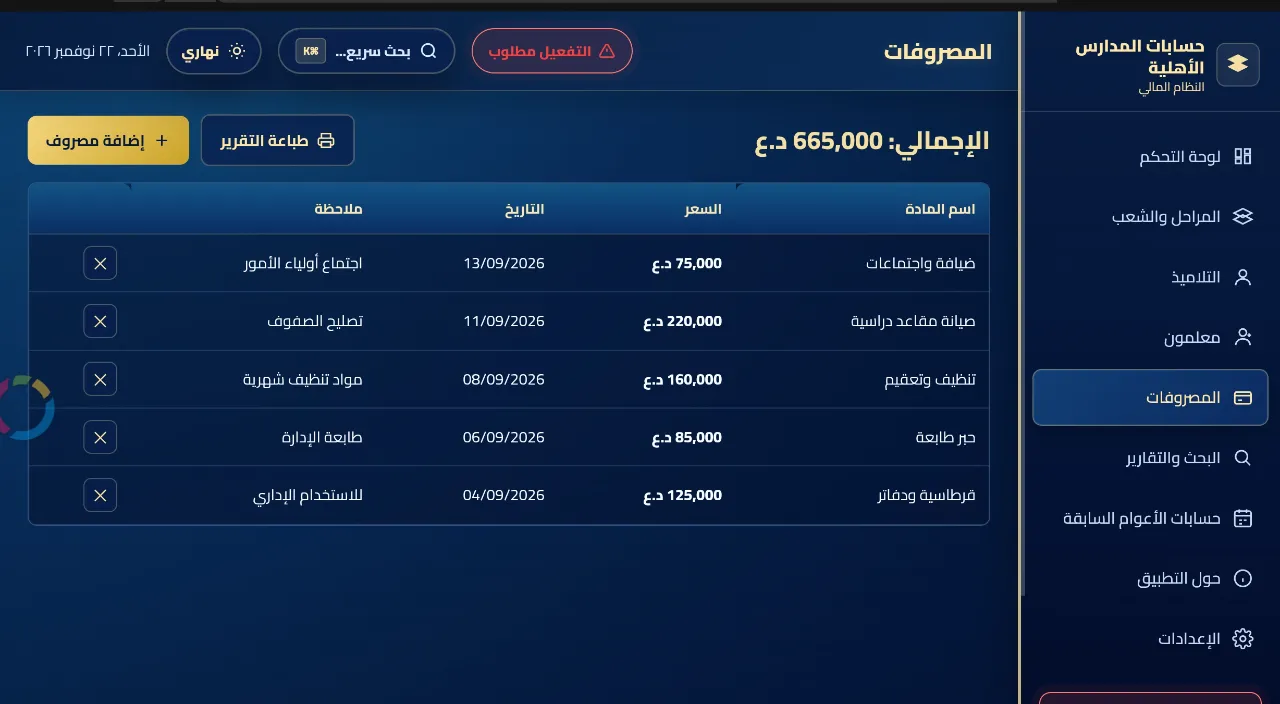 حسابات المدارس
الأهلية
النظام المالي
لوحة التحكم
المراحل والشعب
التلاميذ
معلمون
المصروفات
البحث والتقارير
حسابات الأعوام السابقة
حول التطبيق
الإعدادات
المصروفات
التفعيل مطلوب
بحث سريع... ⌘K
نهاري
الأحد، ٢٢ نوفمبر ٢٠٢٦
الإجمالي: 665,000 د.ع
طباعة التقرير
إضافة مصروف
اسم المادة السعر التاريخ ملاحظة
ضيافة واجتماعات 75,000 د.ع 13/09/2026 اجتماع أولياء الأمور
صيانة مقاعد دراسية 220,000 د.ع 11/09/2026 تصليح الصفوف
تنظيف وتعقيم 160,000 د.ع 08/09/2026 مواد تنظيف شهرية
حبر طابعة 85,000 د.ع 06/09/2026 طابعة الإدارة
قرطاسية ودفاتر 125,000 د.ع 04/09/2026 للاستخدام الإداري